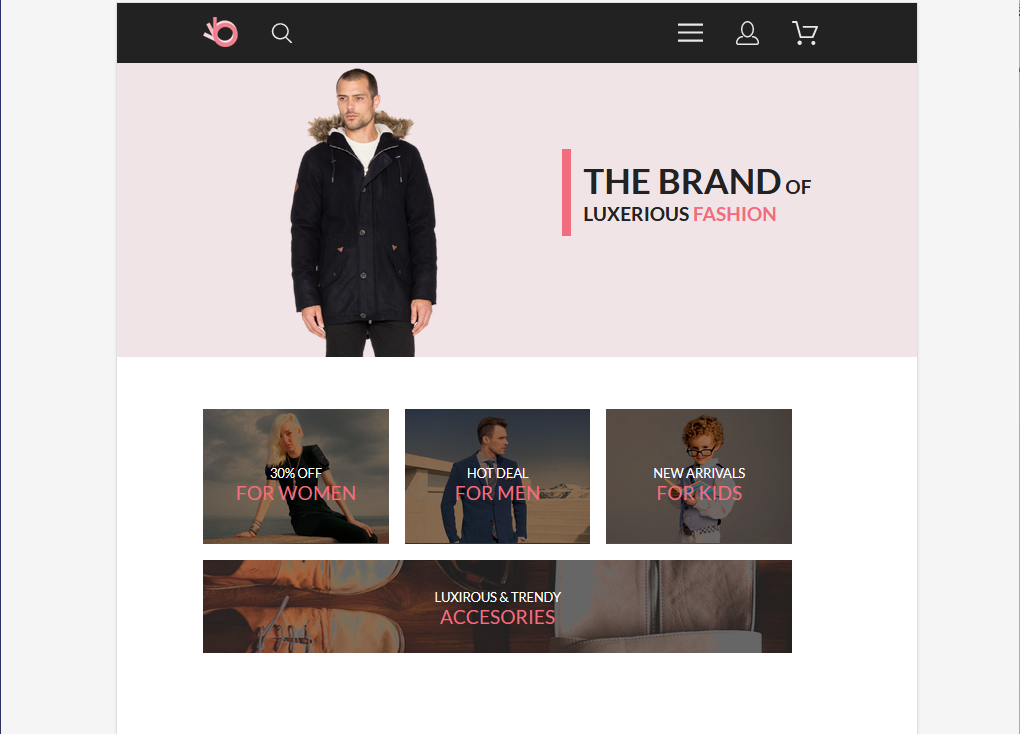 THE BRAND OF
LUXERIOUS FASHION
30% OFF
FOR WOMEN
HOT DEAL
FOR MEN
NEW ARRIVALS
FOR KIDS
LUXIROUS & TRENDY
ACCESORIES